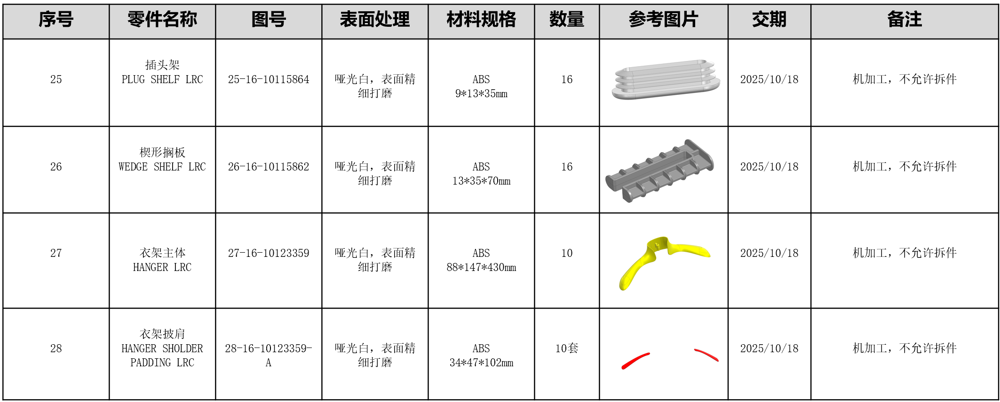 序号 零件名称 图号 表面处理 材料规格 数量 参考图片 交期 备注
插头架
25 PLUG SHELF LRC 25-16-10115864 哑光白，表面精 ABS 16 2025/10/18 机加工，不允许拆件
细打磨 9*13*35mm
楔形搁板
26 WEDGE SHELF LRC 26-16-10115862 哑光白，表面精 ABS 16 2025/10/18 机加工，不允许拆件
细打磨 13*35*70mm
27 衣架主体 27-16-10123359 哑光白，表面精 ABS 10 2025/10/18 机加工，不允许拆件
HANGER LRC 细打磨 88*147*430mm
衣架披肩
28 HANGER SHOLDER 28-16-10123359- 哑光白，表面精 ABS 10套 2025/10/18 机加工，不允许拆件
PADDING LRC A 细打磨 34*47*102mm